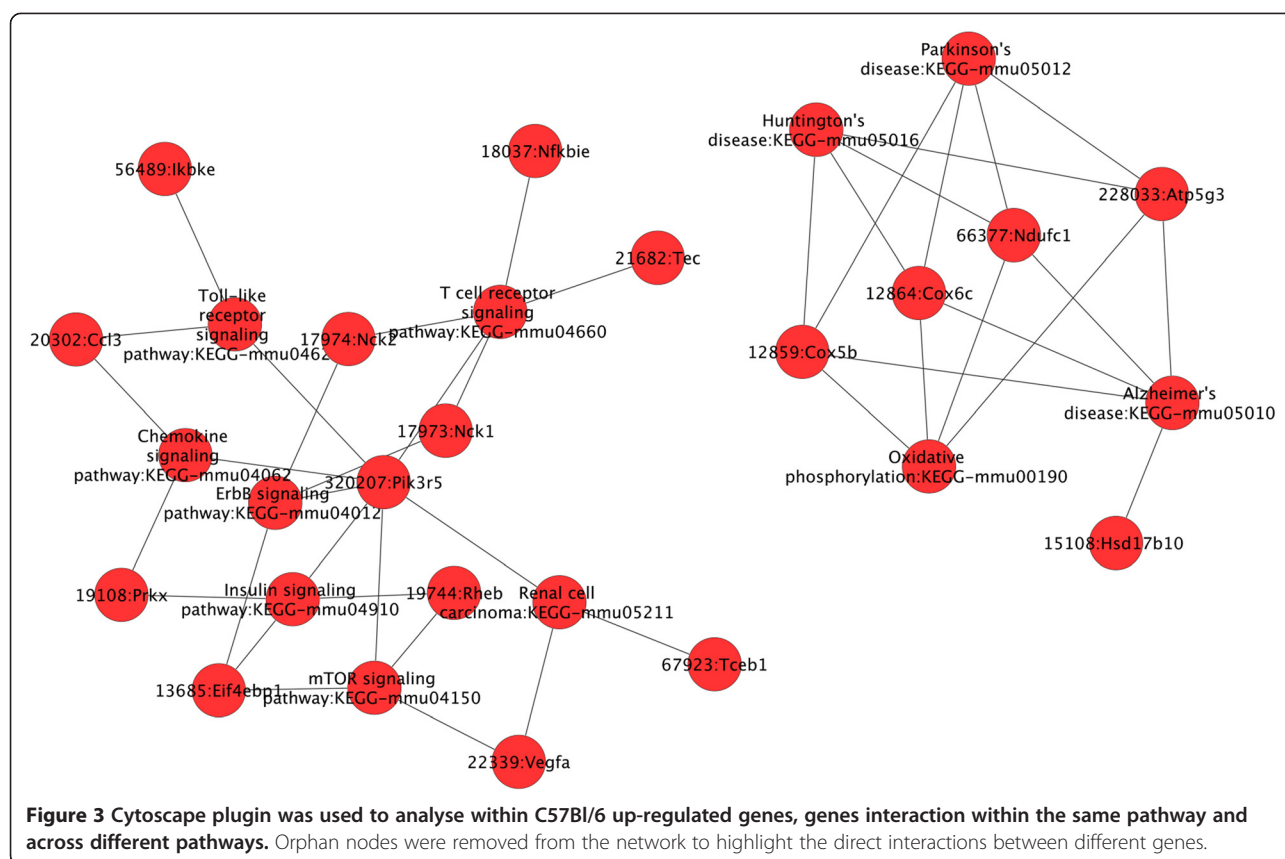 Parkinson's
disease:KEGG-mmu05012
Huntington's
disease:KEGG-mmu05016
18037:Nfkbie
56489:Ikbke
228033:Atp5g3
66377:Ndufc1
21682:Tec
12864:Cox6c
Toll-like
receptor
signaling
pathway:KEGG-mmu0462
T cell receptor
signaling
pathway:KEGG-mmu04660
20302:Ccl3
17974:Nck2
12859:Cox5b
Alzheimer's
disease:KEGG-mmu05010
17973:Nck1
Chemokine
signaling
pathway:KEGG-mmu04062
Oxidative
phosphorylation:KEGG-mmu00190
320207:Pik3r5
ErbB signaling
pathway:KEGG-mmu04012
15108:Hsd17b10
19108:Prkx
Insulin signaling
pathway:KEGG-mmu04910
19744:Rheb
Renal cell
carcinoma:KEGG-mmu05211
67923:Tceb1
13685:Eif4ebp1
mTOR signaling
pathway:KEGG-mmu04150
22339:Vegfa
Figure 3 Cytoscape plugin was used to analyse within C57Bl/6 up-regulated genes, genes interaction within the same pathway and
across different pathways. Orphan nodes were removed from the network to highlight the direct interactions between different genes.